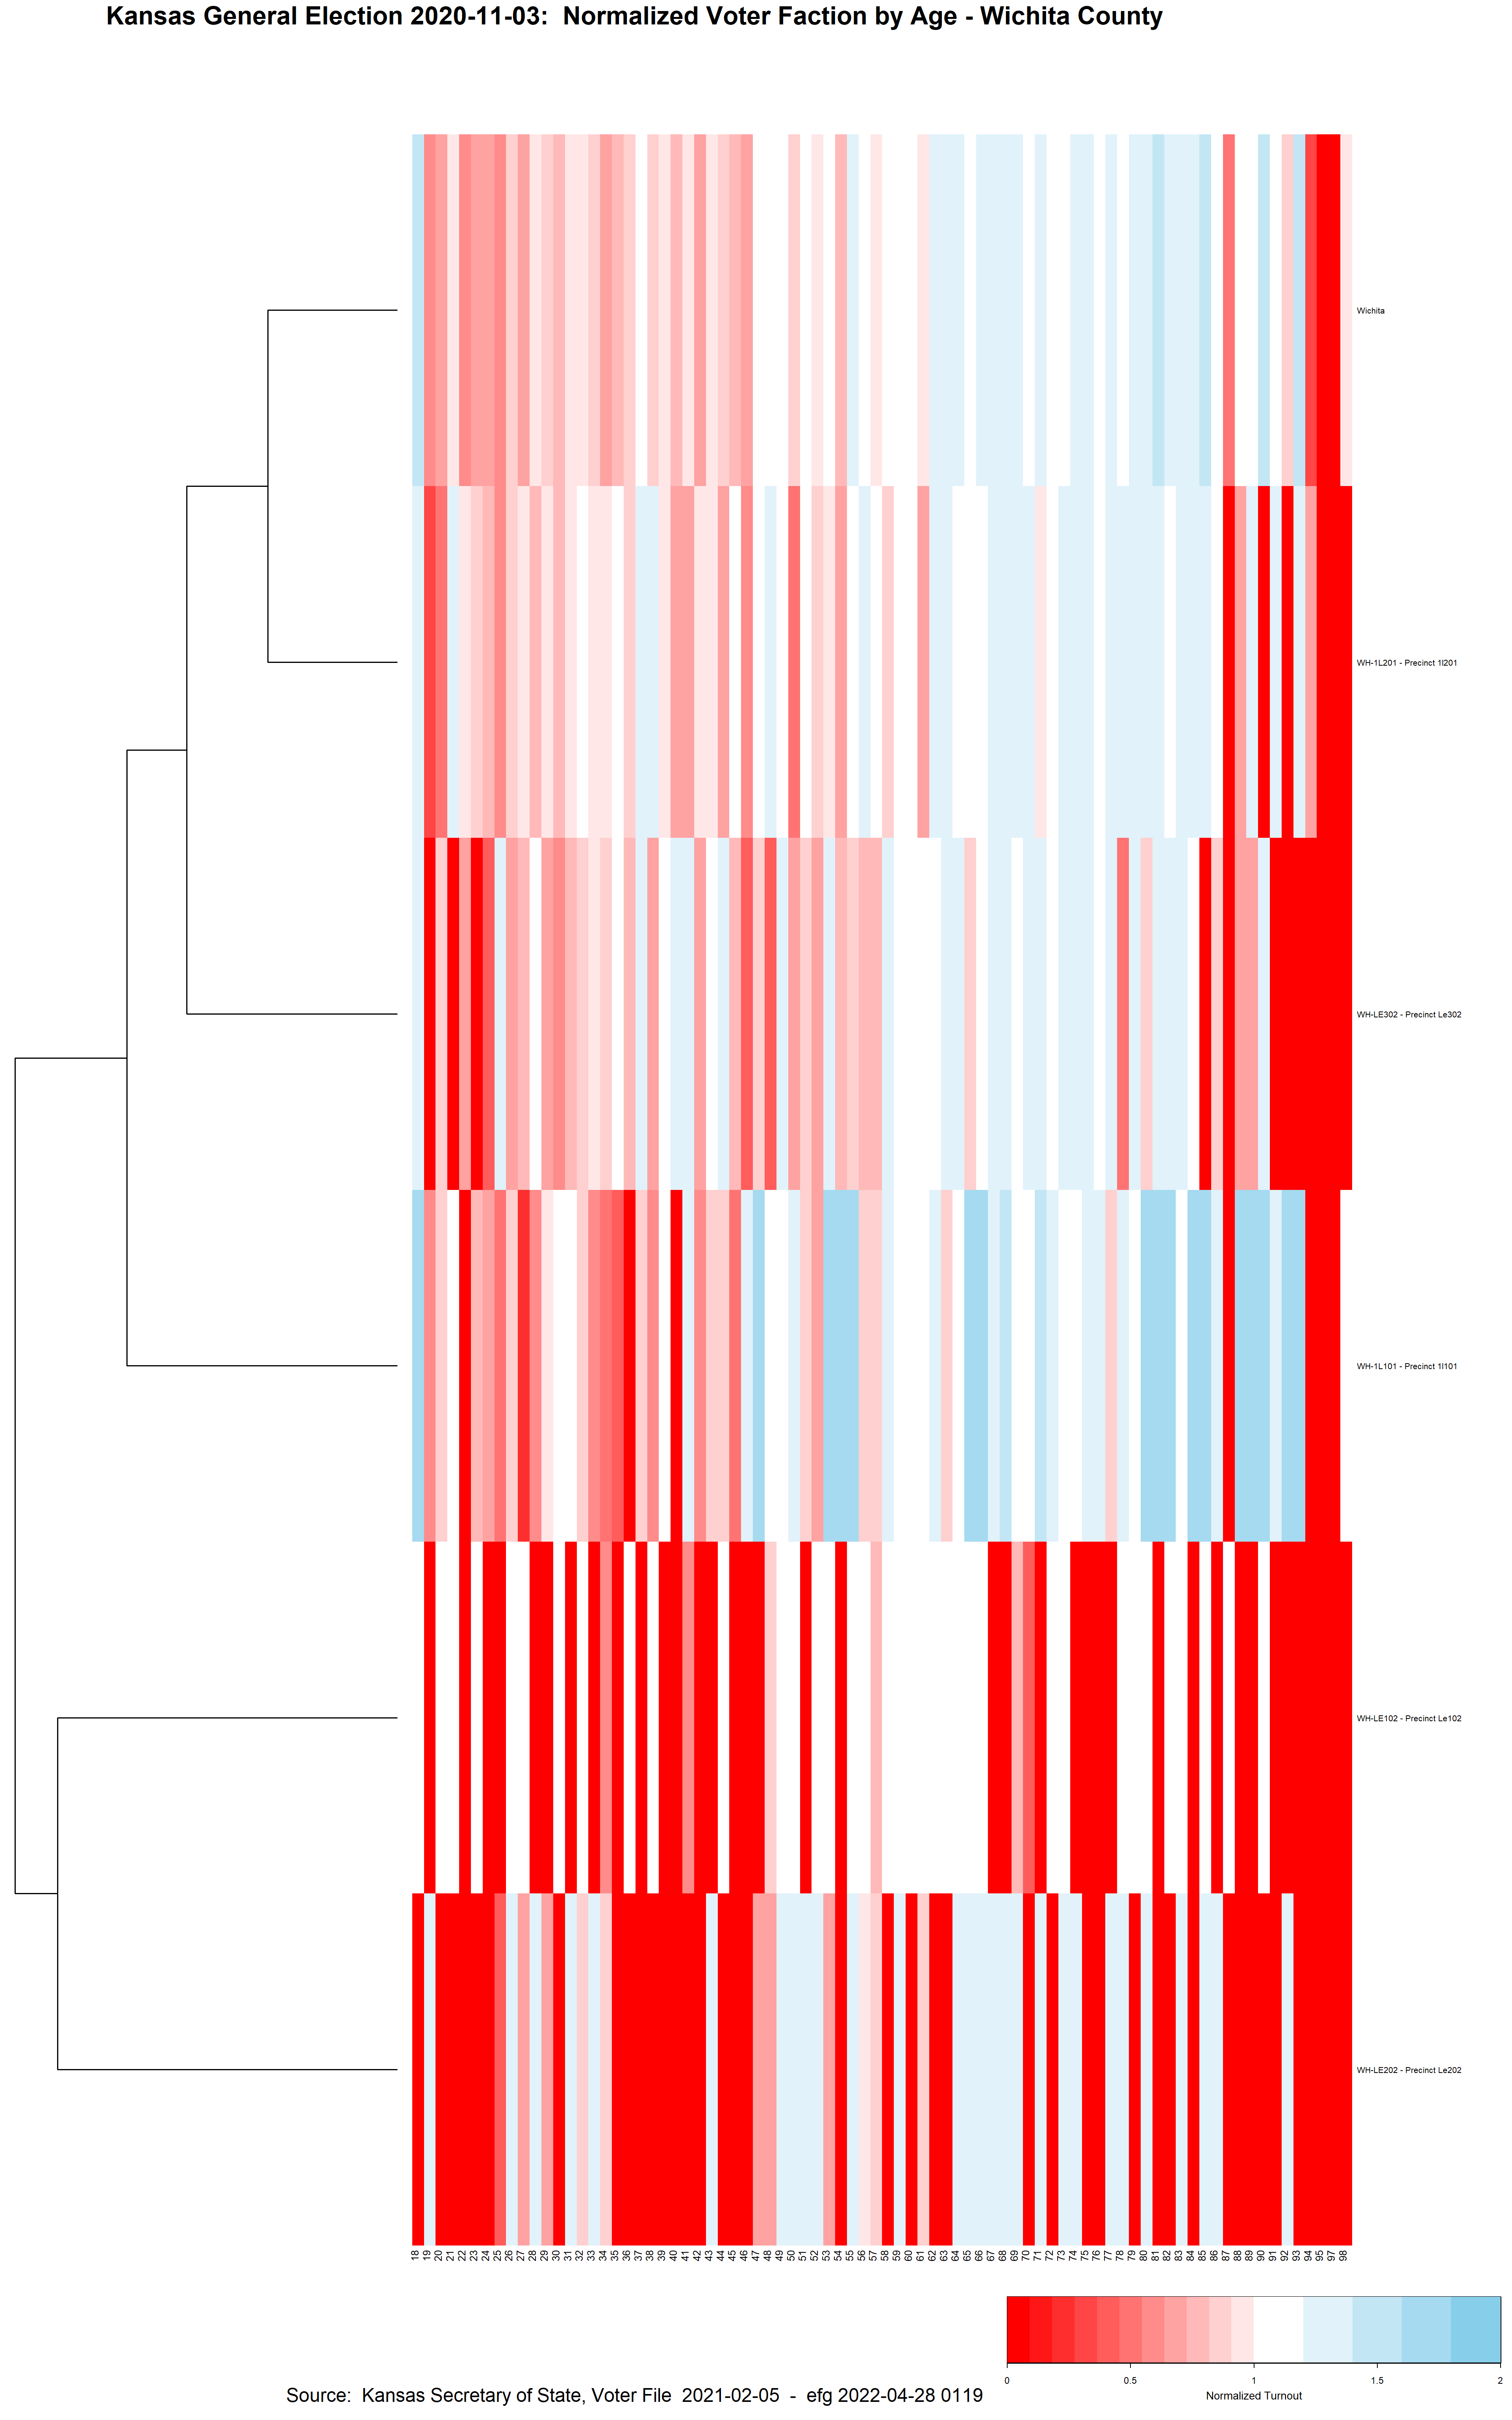 Kansas General Election 2020-11-03:  Normalized Voter Faction by Age - Wichita County
Wichita
WH-1L201 - Precinct 1l201
WH-LE302 - Precinct Le302
WH-1L101 - Precinct 1l101
WH-LE102 - Precinct Le102
WH-LE202 - Precinct Le202
18 19 20 21 22 23 24 25 26 27 28 29 30 31 32 33 34 35 36 37 38 39 40 41 42 43 44 45 46 47 48 49 50 51 52 53 54 55 56 57 58 59 60 61 62 63 64 65 66 67 68 69 70 71 72 73 74 75 76 77 78 79 80 81 82 83 84 85 86 87 88 89 90 91 92 93 94 95 97 98
0 0.5 1 1.5 2
Normalized Turnout
Source:  Kansas Secretary of State, Voter File  2021-02-05  -  efg 2022-04-28 0119